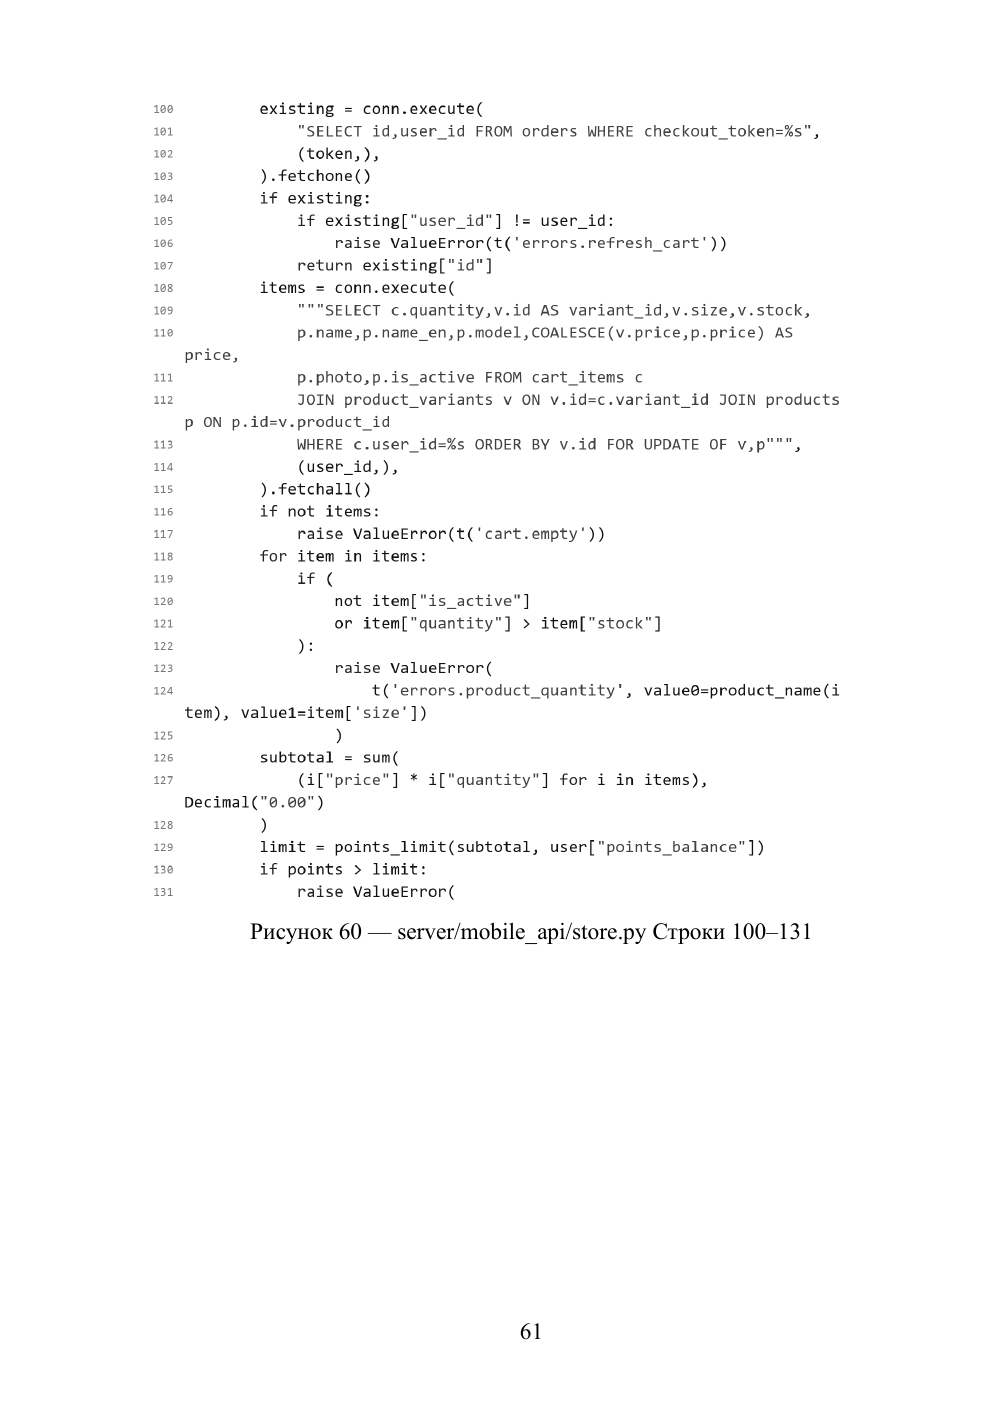 100         existing = conn.execute(
101             "SELECT id,user_id FROM orders WHERE checkout_token=%s",
102             (token,),
103         ).fetchone()
104         if existing:
105             if existing["user_id"] != user_id:
106                 raise ValueError(t('errors.refresh_cart'))
107             return existing["id"]
108         items = conn.execute(
109             """SELECT c.quantity,v.id AS variant_id,v.size,v.stock,
110             p.name,p.name_en,p.model,COALESCE(v.price,p.price) AS
price,
111             p.photo,p.is_active FROM cart_items c
112             JOIN product_variants v ON v.id=c.variant_id JOIN products
p ON p.id=v.product_id
113             WHERE c.user_id=%s ORDER BY v.id FOR UPDATE OF v,p""",
114             (user_id,),
115         ).fetchall()
116         if not items:
117             raise ValueError(t('cart.empty'))
118         for item in items:
119             if (
120                 not item["is_active"]
121                 or item["quantity"] > item["stock"]
122             ):
123                 raise ValueError(
124                     t('errors.product_quantity', value0=product_name(i
tem), value1=item['size'])
125                 )
126         subtotal = sum(
127             (i["price"] * i["quantity"] for i in items),
Decimal("0.00")
128         )
129         limit = points_limit(subtotal, user["points_balance"])
130         if points > limit:
131             raise ValueError(
Рисунок 60 — server/mobile_api/store.py Строки 100–131
61